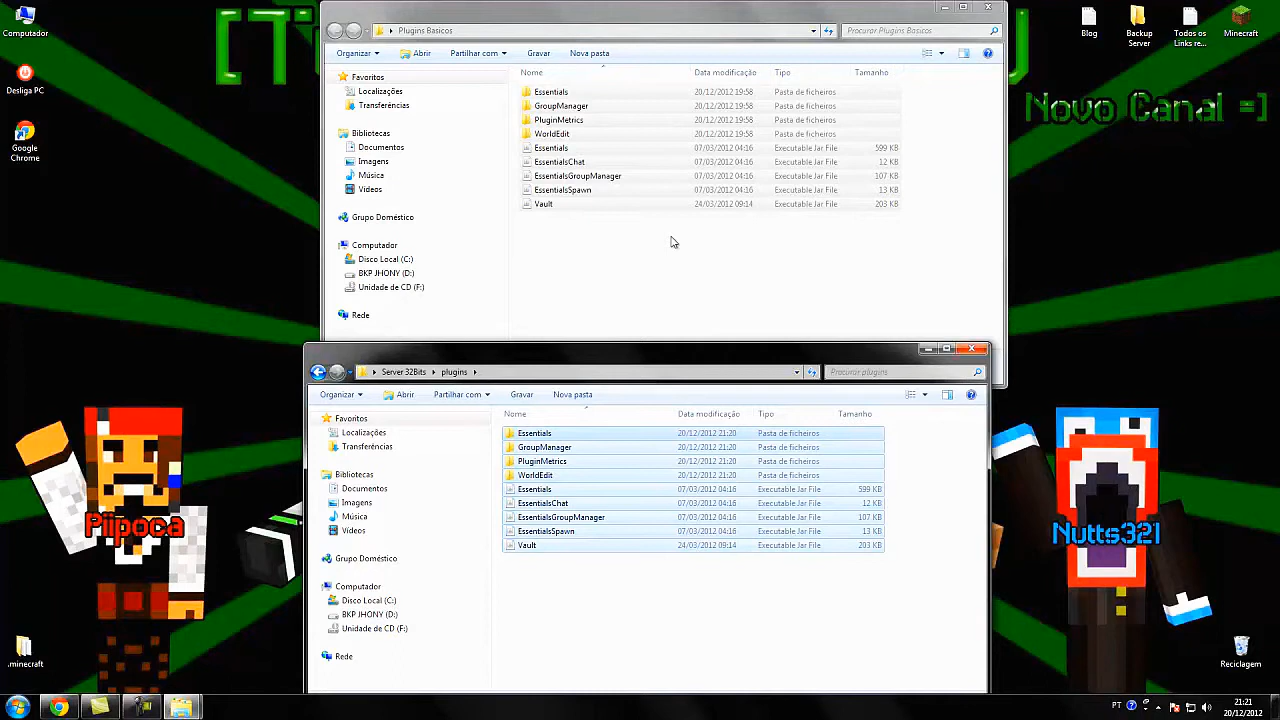 [T
)
Novo Canal =]
Computador
Desliga PC
Google
Chrome
.minecraft
Blog
Backup
Server
Todos os
Links re...
Minecraft
Reciclagem
Piipoca
Nutts321
Plugins Basicos
Procurar Plugins Basicos
Organizar
Abrir
Partilhar com
Gravar
Nova pasta
Favoritos
Localizações
Transferências
Bibliotecas
Documentos
Imagens
Música
Vídeos
Grupo Doméstico
Computador
Disco Local (C:)
BKP JHONY (D:)
Unidade de CD (F:)
Rede
Nome Data modificação Tipo Tamanho
Essentials 20/12/2012 19:58 Pasta de ficheiros
GroupManager 20/12/2012 19:58 Pasta de ficheiros
PluginMetrics 20/12/2012 19:58 Pasta de ficheiros
WorldEdit 20/12/2012 19:58 Pasta de ficheiros
Essentials 07/03/2012 04:16 Executable Jar File 599 KB
EssentialsChat 07/03/2012 04:16 Executable Jar File 12 KB
EssentialsGroupManager 07/03/2012 04:16 Executable Jar File 107 KB
EssentialsSpawn 07/03/2012 04:16 Executable Jar File 13 KB
Vault 24/03/2012 09:14 Executable Jar File 203 KB
Server 32Bits plugins
Procurar plugins
Organizar
Abrir
Partilhar com
Gravar
Nova pasta
Favoritos
Localizações
Transferências
Bibliotecas
Documentos
Imagens
Música
Vídeos
Grupo Doméstico
Computador
Disco Local (C:)
BKP JHONY (D:)
Unidade de CD (F:)
Rede
Nome Data modificação Tipo Tamanho
Essentials 20/12/2012 21:20 Pasta de ficheiros
GroupManager 20/12/2012 21:20 Pasta de ficheiros
PluginMetrics 20/12/2012 21:20 Pasta de ficheiros
WorldEdit 20/12/2012 21:20 Pasta de ficheiros
Essentials 07/03/2012 04:16 Executable Jar File 599 KB
EssentialsChat 07/03/2012 04:16 Executable Jar File 12 KB
EssentialsGroupManager 07/03/2012 04:16 Executable Jar File 107 KB
EssentialsSpawn 07/03/2012 04:16 Executable Jar File 13 KB
Vault 24/03/2012 09:14 Executable Jar File 203 KB
PT
21:21
20/12/2012